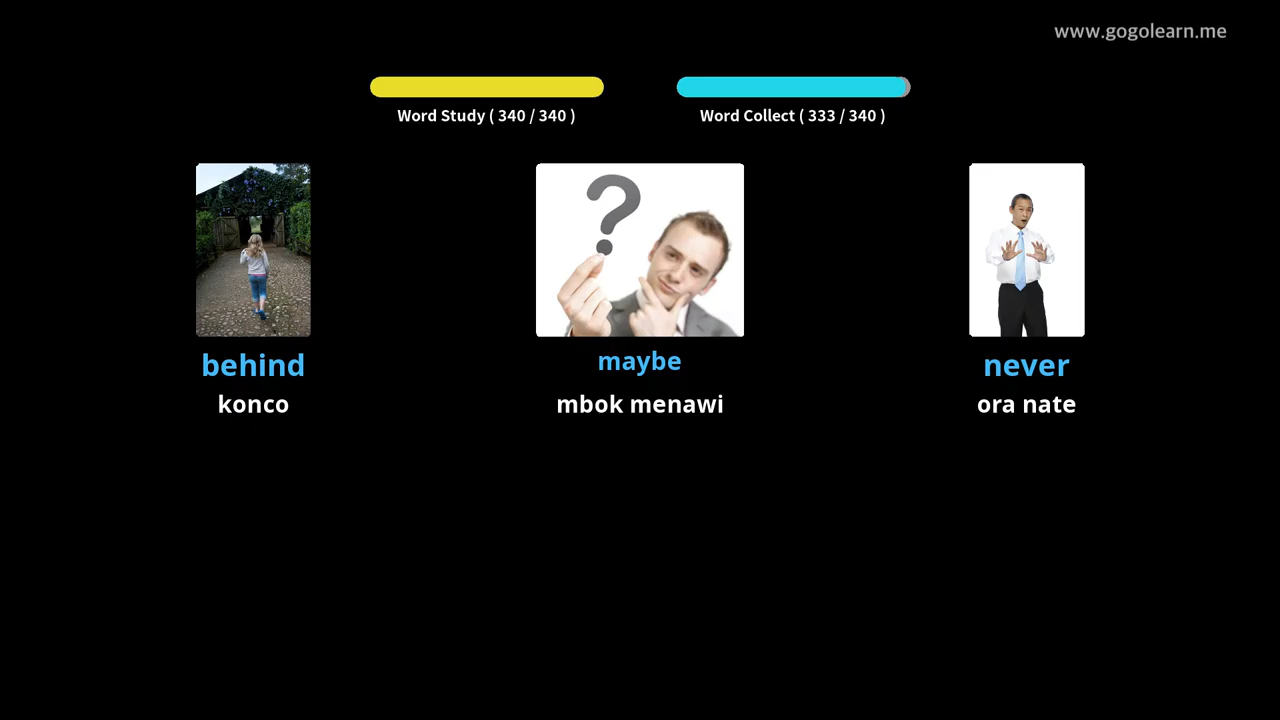 www.gogolearn.me
Word Study ( 340 / 340 )
Word Collect ( 333 / 340 )
behind
maybe
never
konco
mbok menawi
ora nate